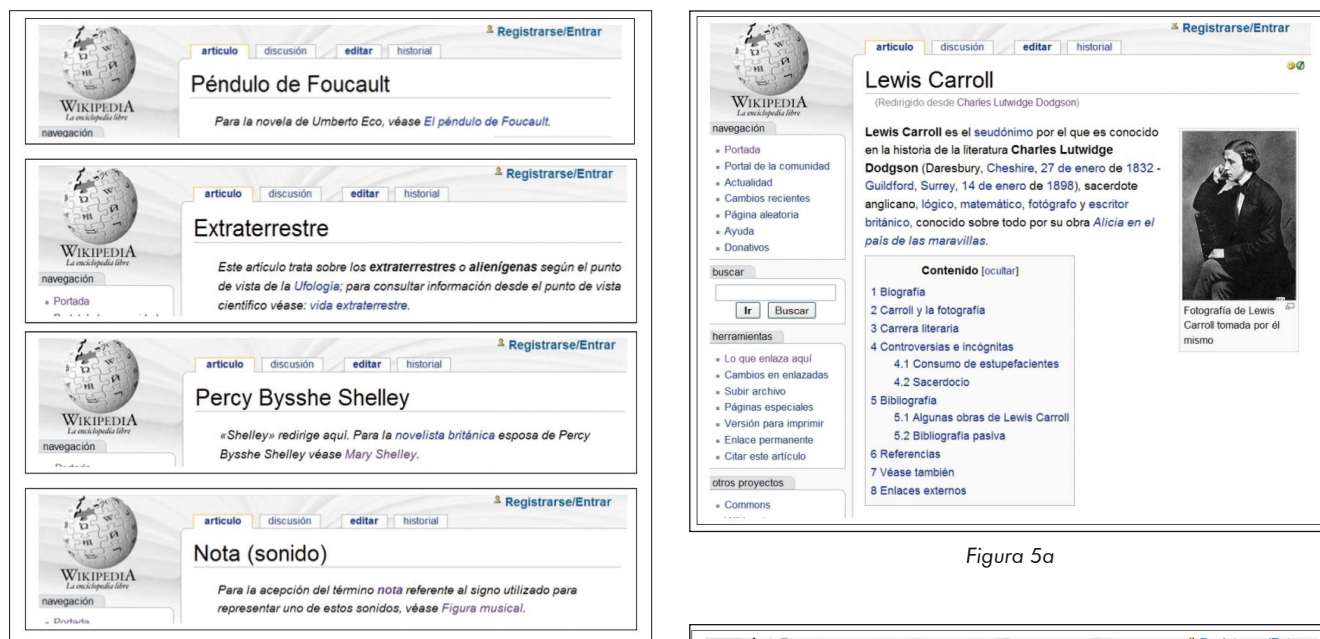 Registrarse/Entrar
artículo discusión editar historial
Péndulo de Foucault
Para la novela de Umberto Eco, véase El péndulo de Foucault.
WIKIPEDIA
La enciclopedia libre
navegación
Registrarse/Entrar
artículo discusión editar historial
Extraterrestre
Este artículo trata sobre los extraterrestres o alienígenas según el punto
de vista de la Ufología; para consultar información desde el punto de vista
científico véase: vida extraterrestre.
WIKIPEDIA
La enciclopedia libre
navegación
Portada
Registrarse/Entrar
artículo discusión editar historial
Percy Bysshe Shelley
«Shelley» redirige aquí. Para la novelista británica esposa de Percy
Bysshe Shelley véase Mary Shelley.
WIKIPEDIA
La enciclopedia libre
navegación
Registrarse/Entrar
artículo discusión editar historial
Nota (sonido)
Para la acepción del término nota referente al signo utilizado para
representar uno de estos sonidos, véase Figura musical.
WIKIPEDIA
La enciclopedia libre
navegación
Portada
Registrarse/Entrar
artículo discusión editar historial
Lewis Carroll
(Redirigido desde Charles Lutwidge Dodgson)
WIKIPEDIA
La enciclopedia libre
navegación
Portada
Portal de la comunidad
Actualidad
Cambios recientes
Página aleatoria
Ayuda
Donativos
buscar
Ir Buscar
herramientas
Lo que enlaza aquí
Cambios en enlazadas
Subir archivo
Páginas especiales
Versión para imprimir
Enlace permanente
Citar este artículo
otros proyectos
Commons
Lewis Carroll es el seudónimo por el que es conocido
en la historia de la literatura Charles Lutwidge
Dodgson (Daresbury, Cheshire, 27 de enero de 1832 -
Guildford, Surrey, 14 de enero de 1898), sacerdote
anglicano, lógico, matemático, fotógrafo y escritor
británico, conocido sobre todo por su obra Alicia en el
país de las maravillas.
Contenido [ocultar]
1 Biografía
2 Carroll y la fotografía
3 Carrera literaria
4 Controversias e incógnitas
4.1 Consumo de estupefacientes
4.2 Sacerdocio
5 Bibliografía
5.1 Algunas obras de Lewis Carroll
5.2 Bibliografía pasiva
6 Referencias
7 Véase también
8 Enlaces externos
Fotografía de Lewis
Carroll tomada por él
mismo
Figura 5a